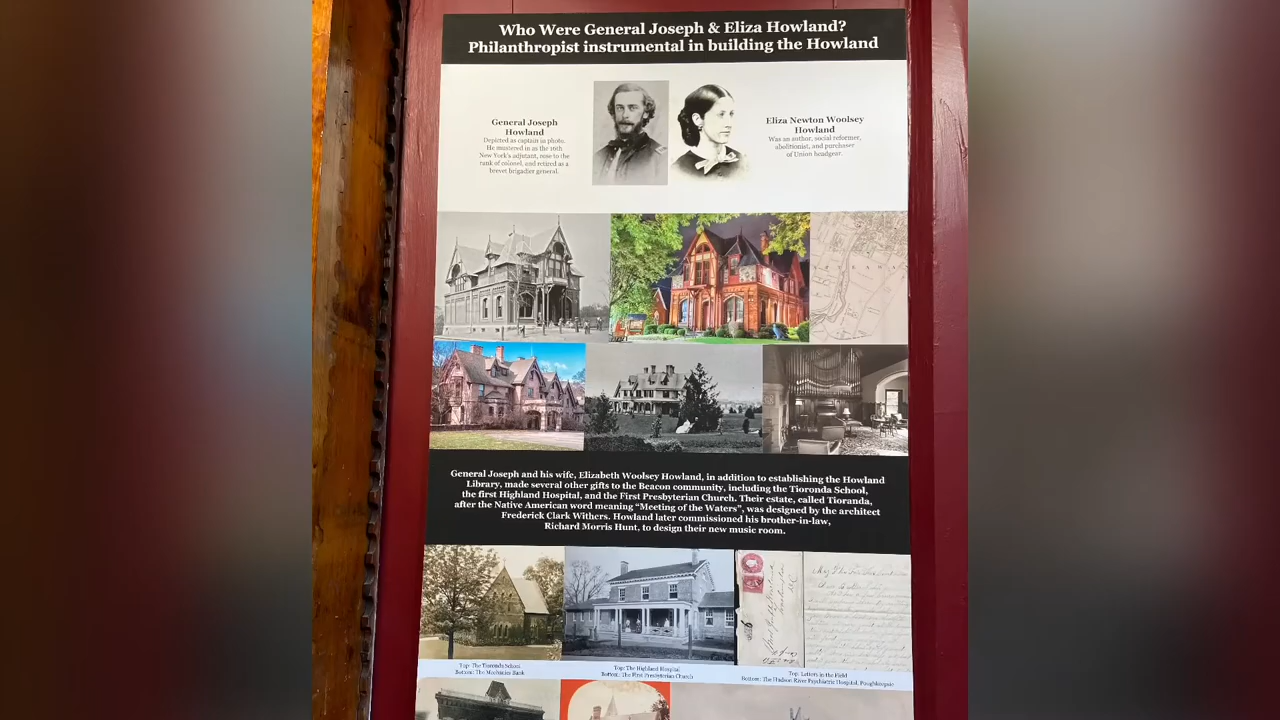 Who Were General Joseph & Eliza Howland?
Philanthropist instrumental in building the Howland
General Joseph
Howland
Depicted as captain in photo.
He mustered in as the 16th
New York's adjutant, rose to the
rank of colonel, and retired as a
brevet brigadier general.
Eliza Newton Woolsey
Howland
Was an author, social reformer,
abolitionist, and purchaser
of Union headgear.
General Joseph and his wife, Elizabeth Woolsey Howland, in addition to establishing the Howland
Library, made several other gifts to the Beacon community, including the Tioronda School,
the first Highland Hospital, and the First Presbyterian Church. Their estate, called Tioranda,
after the Native American word meaning “Meeting of the Waters”, was designed by the architect
Frederick Clark Withers. Howland later commissioned his brother-in-law,
Richard Morris Hunt, to design their new music room.
Top: The Tioronda School
Bottom: The Mechanics Bank
Top: The Highland Hospital
Bottom: The First Presbyterian Church
Top: Letters in the Field
Bottom: The Hudson River Psychiatric Hospital, Poughkeepsie